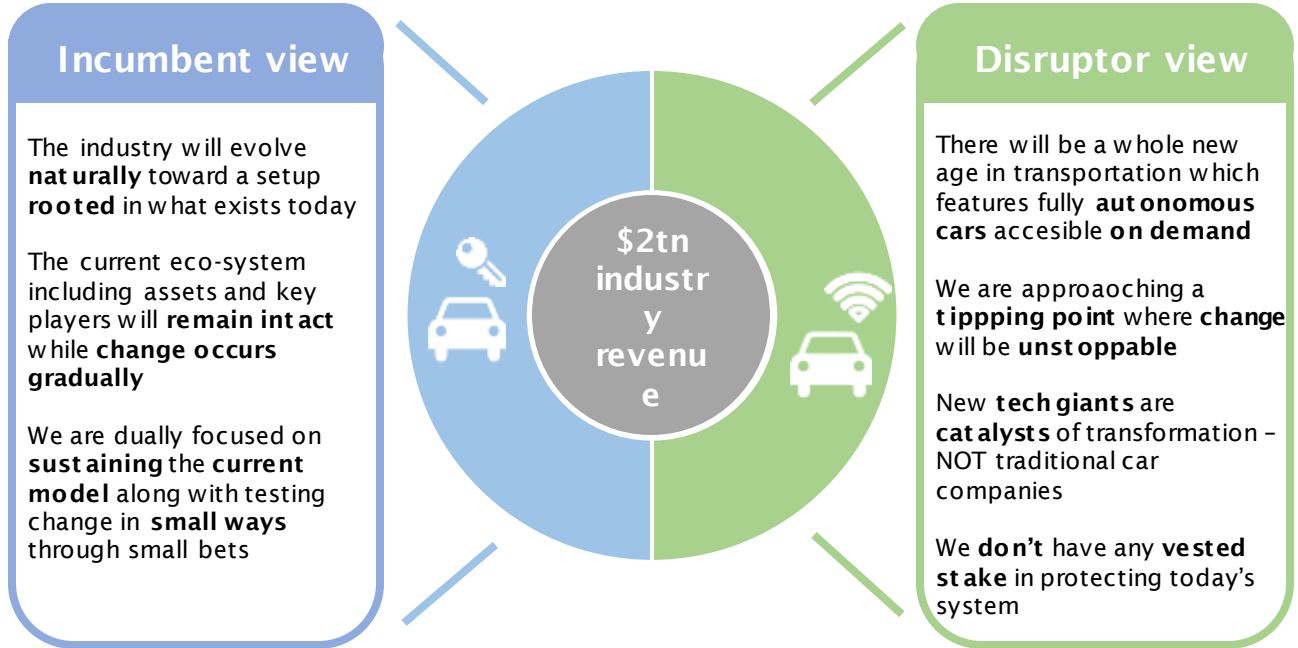 Incumbent view
The industry will evolve
naturally toward a setup
rooted in what exists today
The current eco-system
including assets and key
players will remain intact
while change occurs
gradually
We are dually focused on
sustaining the current
model along with testing
change in small ways
through small bets
$2tn
industr
y
revenu
e
Disruptor view
There will be a whole new
age in transportation which
features fully autonomous
cars accesible on demand
We are approaoching a
tippping point where change
will be unstoppable
New tech giants are
catalysts of transformation –
NOT traditional car
companies
We don’t have any vested
stake in protecting today’s
system